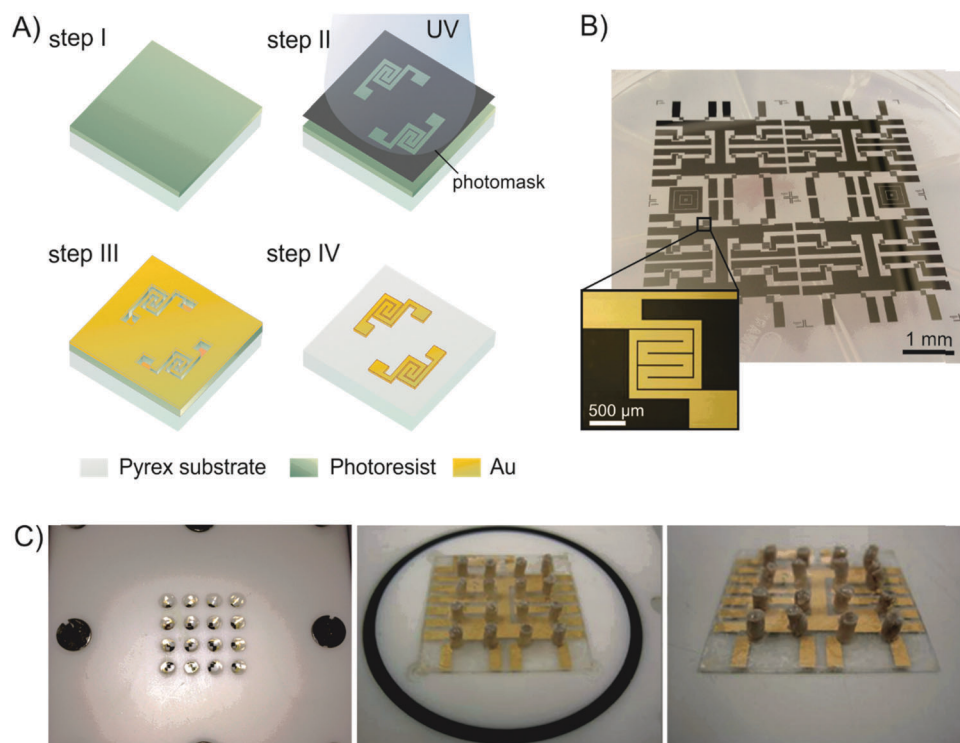 A)
step I
step II
UV
photomask
step III
step IV
Pyrex substrate
Photoresist
Au
B)
1 mm
500 µm
C)